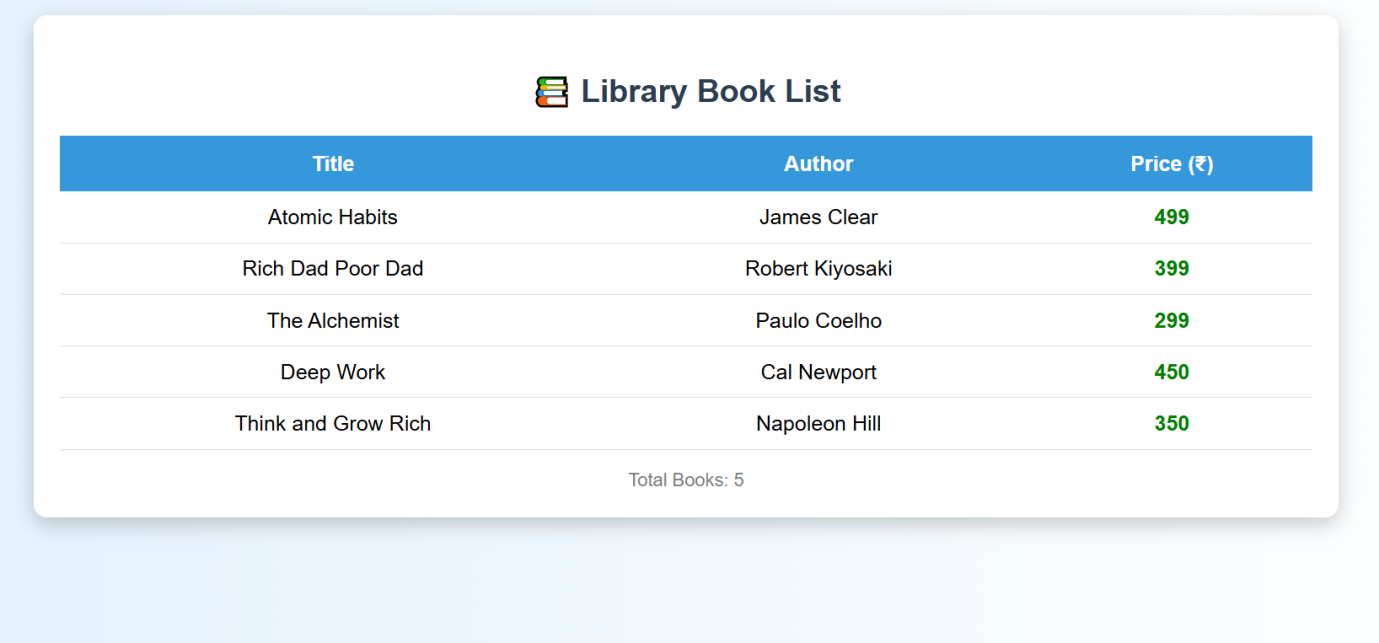 📚 Library Book List
Title Author Price (₹)
Atomic Habits James Clear 499
Rich Dad Poor Dad Robert Kiyosaki 399
The Alchemist Paulo Coelho 299
Deep Work Cal Newport 450
Think and Grow Rich Napoleon Hill 350
Total Books: 5